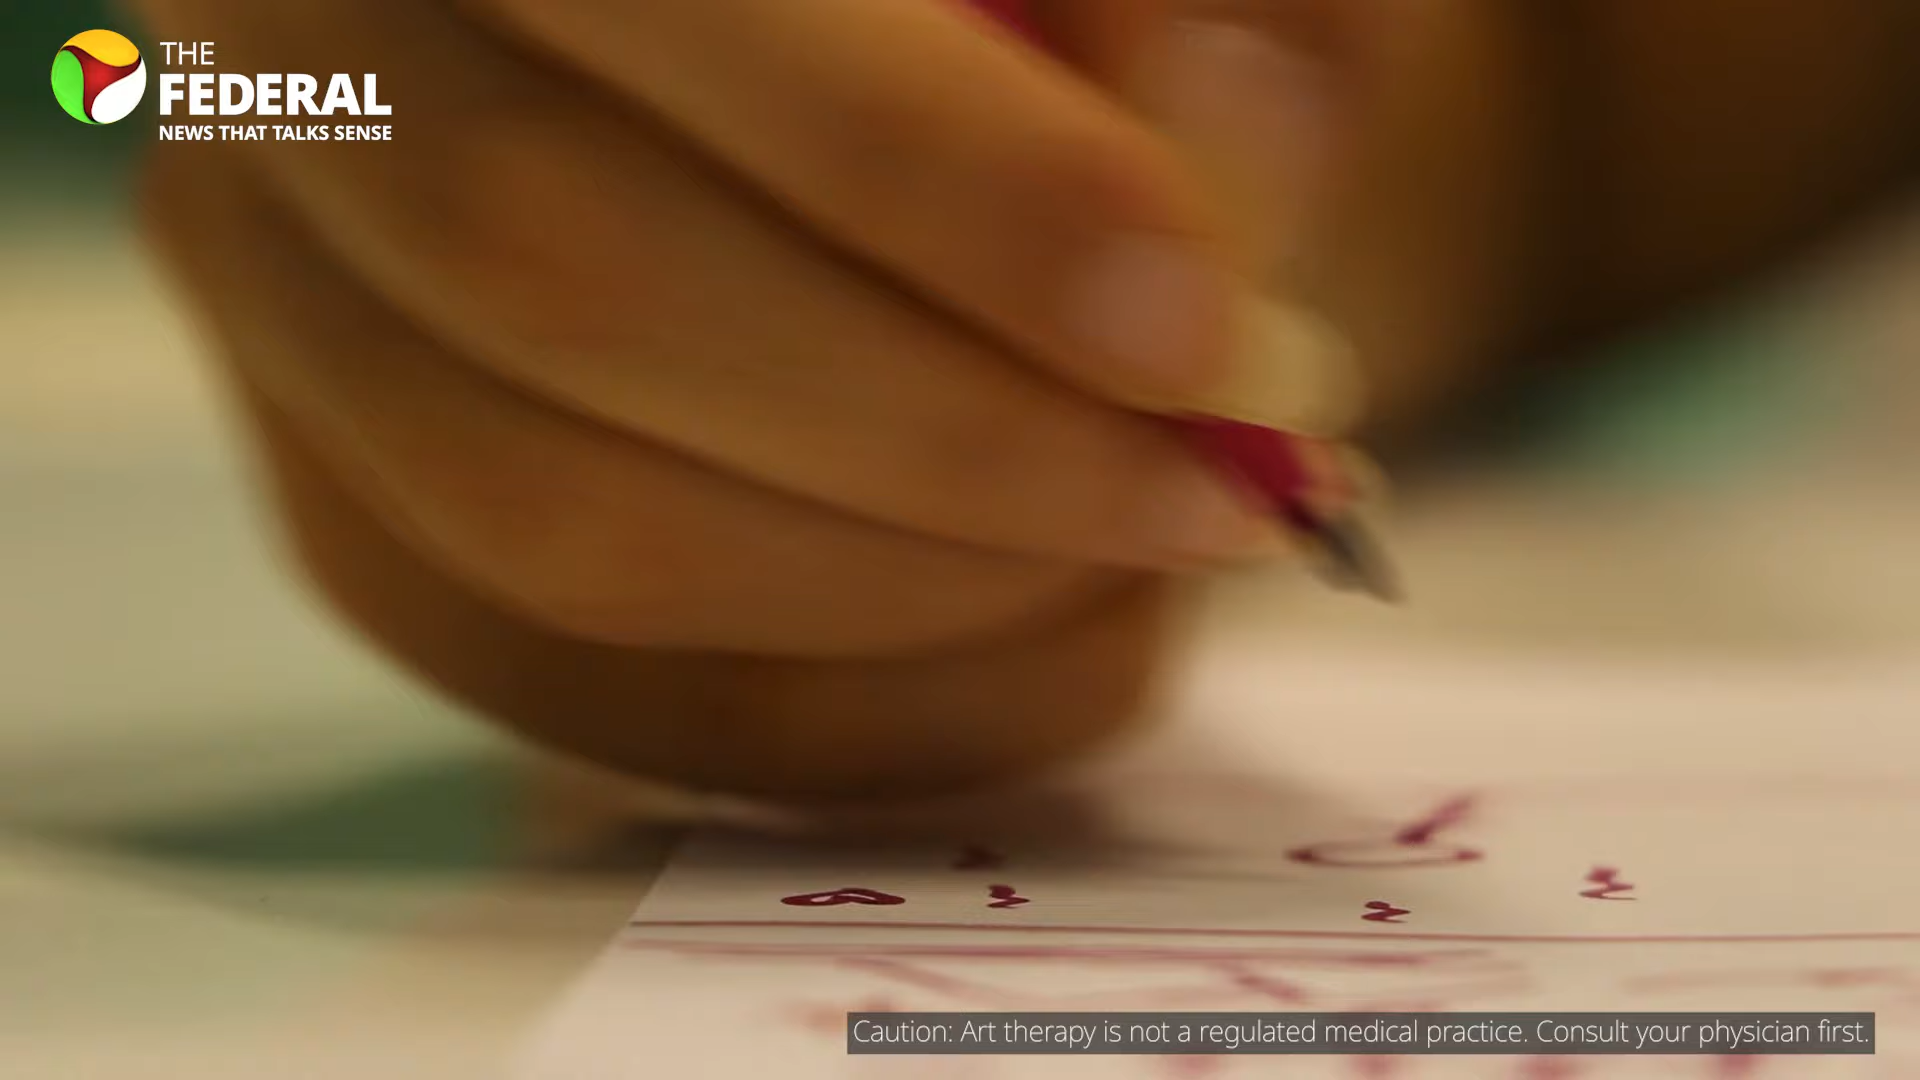 THE
FEDERAL
NEWS THAT TALKS SENSE
Caution: Art therapy is not a regulated medical practice. Consult your physician first.